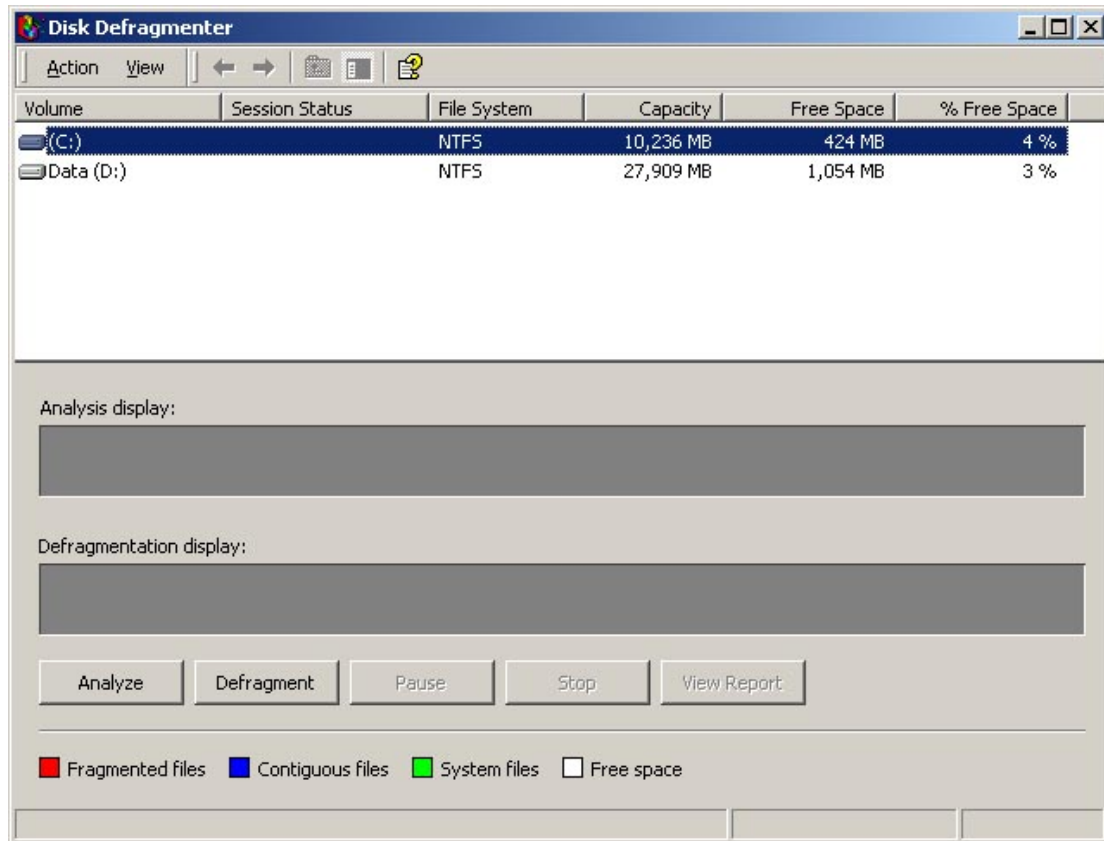 Disk Defragmenter
Action View
Volume Session Status File System Capacity Free Space % Free Space
(C:) NTFS 10,236 MB 424 MB 4 %
Data (D:) NTFS 27,909 MB 1,054 MB 3 %
Analysis display:
Defragmentation display:
Analyze Defragment Pause Stop View Report
Fragmented files Contiguous files System files Free space